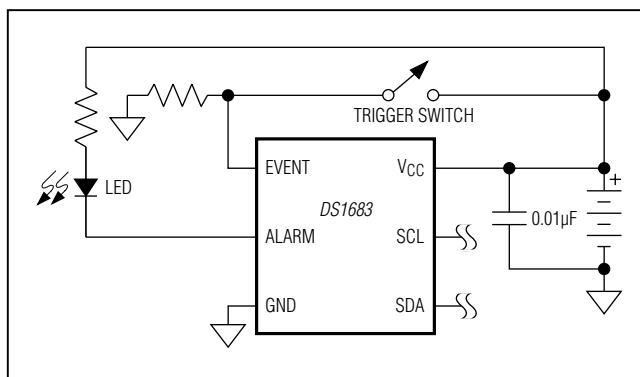 TRIGGER SWITCH
EVENT
VCC
DS1683
LED
ALARM
SCL
0.01µF
+
GND
SDA